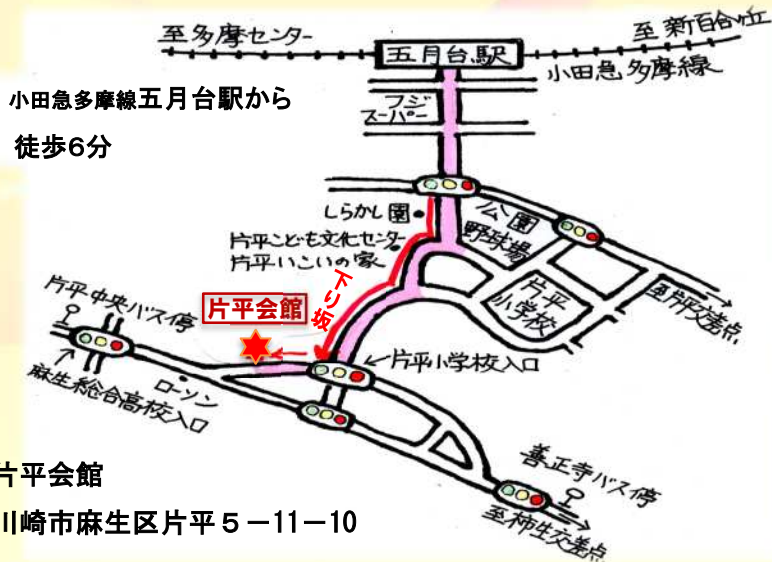 至多摩センター
五月台駅
至新百合ヶ丘
小田急多摩線
小田急多摩線五月台駅から
徒歩6分
フジ
スーパー
しらかし園
公園
野球場
片平こども文化センター
片平いこいの家
片平
小学校
下り坂
至片平交差点
片平会館
片平中央バス停
片平小学校入口
麻生総合高校入口
ローソン
善正寺バス停
至柿生交差点
片平会館
川崎市麻生区片平5-11-10